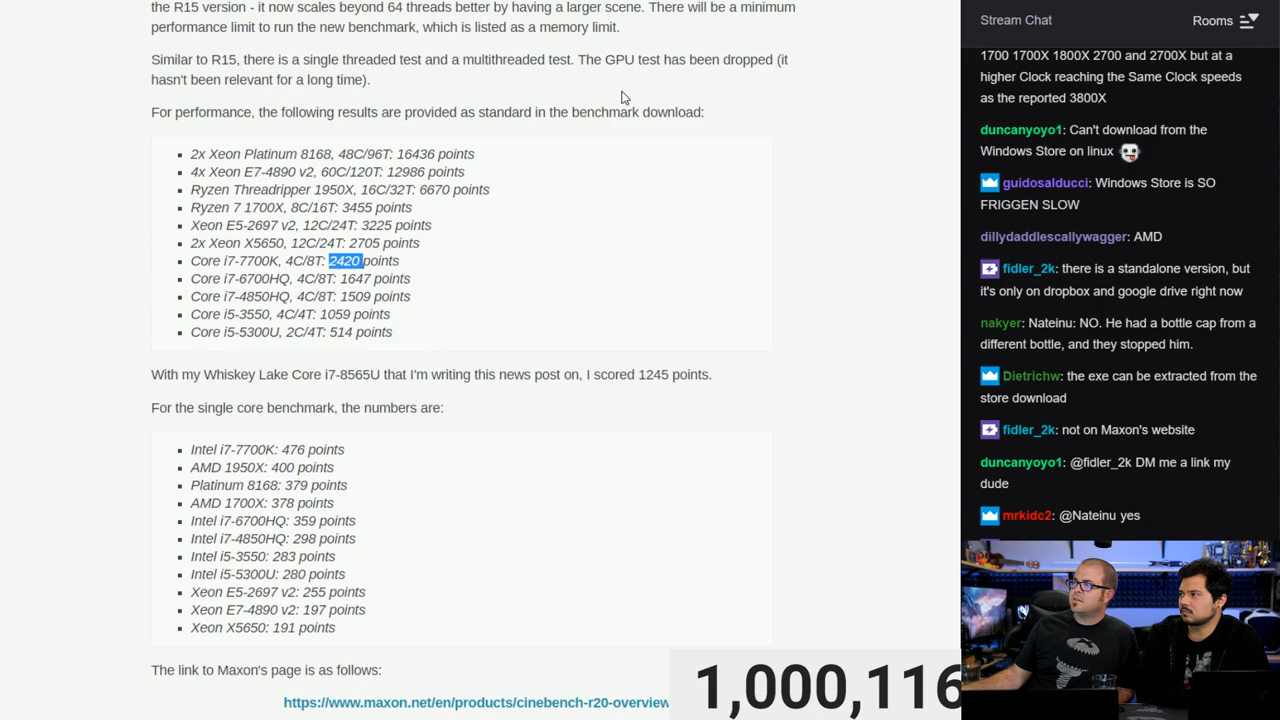 the R15 version - it now scales beyond 64 threads better by having a larger scene. There will be a minimum
performance limit to run the new benchmark, which is listed as a memory limit.
Similar to R15, there is a single threaded test and a multithreaded test. The GPU test has been dropped (it
hasn't been relevant for a long time).
For performance, the following results are provided as standard in the benchmark download:
2x Xeon Platinum 8168, 48C/96T: 16436 points
4x Xeon E7-4890 v2, 60C/120T: 12986 points
Ryzen Threadripper 1950X, 16C/32T: 6670 points
Ryzen 7 1700X, 8C/16T: 3455 points
Xeon E5-2697 v2, 12C/24T: 3225 points
2x Xeon X5650, 12C/24T: 2705 points
Core i7-7700K, 4C/8T: 2420 points
Core i7-6700HQ, 4C/8T: 1647 points
Core i7-4850HQ, 4C/8T: 1509 points
Core i5-3550, 4C/4T: 1059 points
Core i5-5300U, 2C/4T: 514 points
With my Whiskey Lake Core i7-8565U that I'm writing this news post on, I scored 1245 points.
For the single core benchmark, the numbers are:
Intel i7-7700K: 476 points
AMD 1950X: 400 points
Platinum 8168: 379 points
AMD 1700X: 378 points
Intel i7-6700HQ: 359 points
Intel i7-4850HQ: 298 points
Intel i5-3550: 283 points
Intel i5-5300U: 280 points
Xeon E5-2697 v2: 255 points
Xeon E7-4890 v2: 197 points
Xeon X5650: 191 points
The link to Maxon's page is as follows:
https://www.maxon.net/en/products/cinebench-r20-overview
1,000,116
Stream Chat
Rooms
1700 1700X 1800X 2700 and 2700X but at a
higher Clock reaching the Same Clock speeds
as the reported 3800X
duncanyoyo1: Can't download from the
Windows Store on linux
guidosalducci: Windows Store is SO
FRIGGEN SLOW
dillydaddlescallywagger: AMD
fidler_2k: there is a standalone version, but
it's only on dropbox and google drive right now
nakyer: Nateinu: NO. He had a bottle cap from a
different bottle, and they stopped him.
Dietrichw: the exe can be extracted from the
store download
fidler_2k: not on Maxon's website
duncanyoyo1: @fidler_2k DM me a link my
dude
mrkidc2: @Nateinu yes